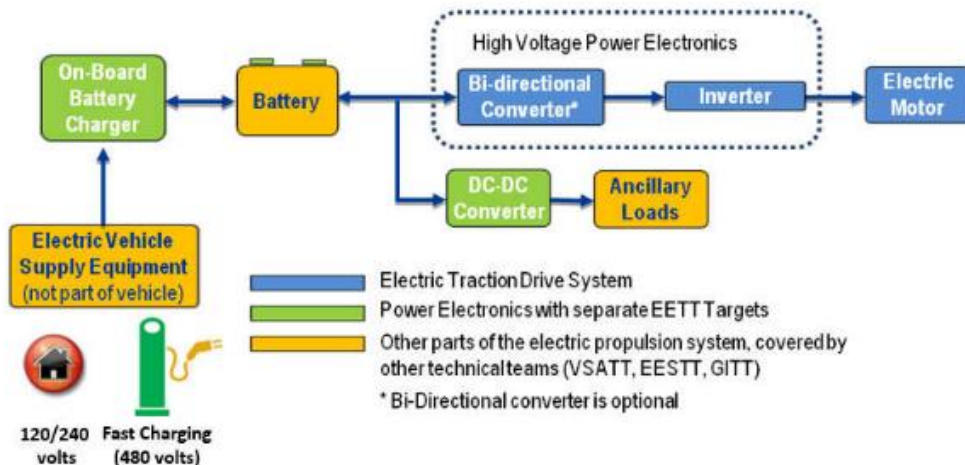 High Voltage Power Electronics
On-Board
Battery
Charger
Battery
Bi-directional
Converter*
Inverter
Electric
Motor
DC-DC
Converter
Ancillary
Loads
Electric Vehicle
Supply Equipment
(not part of vehicle)
Electric Traction Drive System
Power Electronics with separate EETT Targets
Other parts of the electric propulsion system, covered by
other technical teams (VSATT, EESTT, GITT)
* Bi-Directional converter is optional
120/240
volts
Fast Charging
(480 volts)